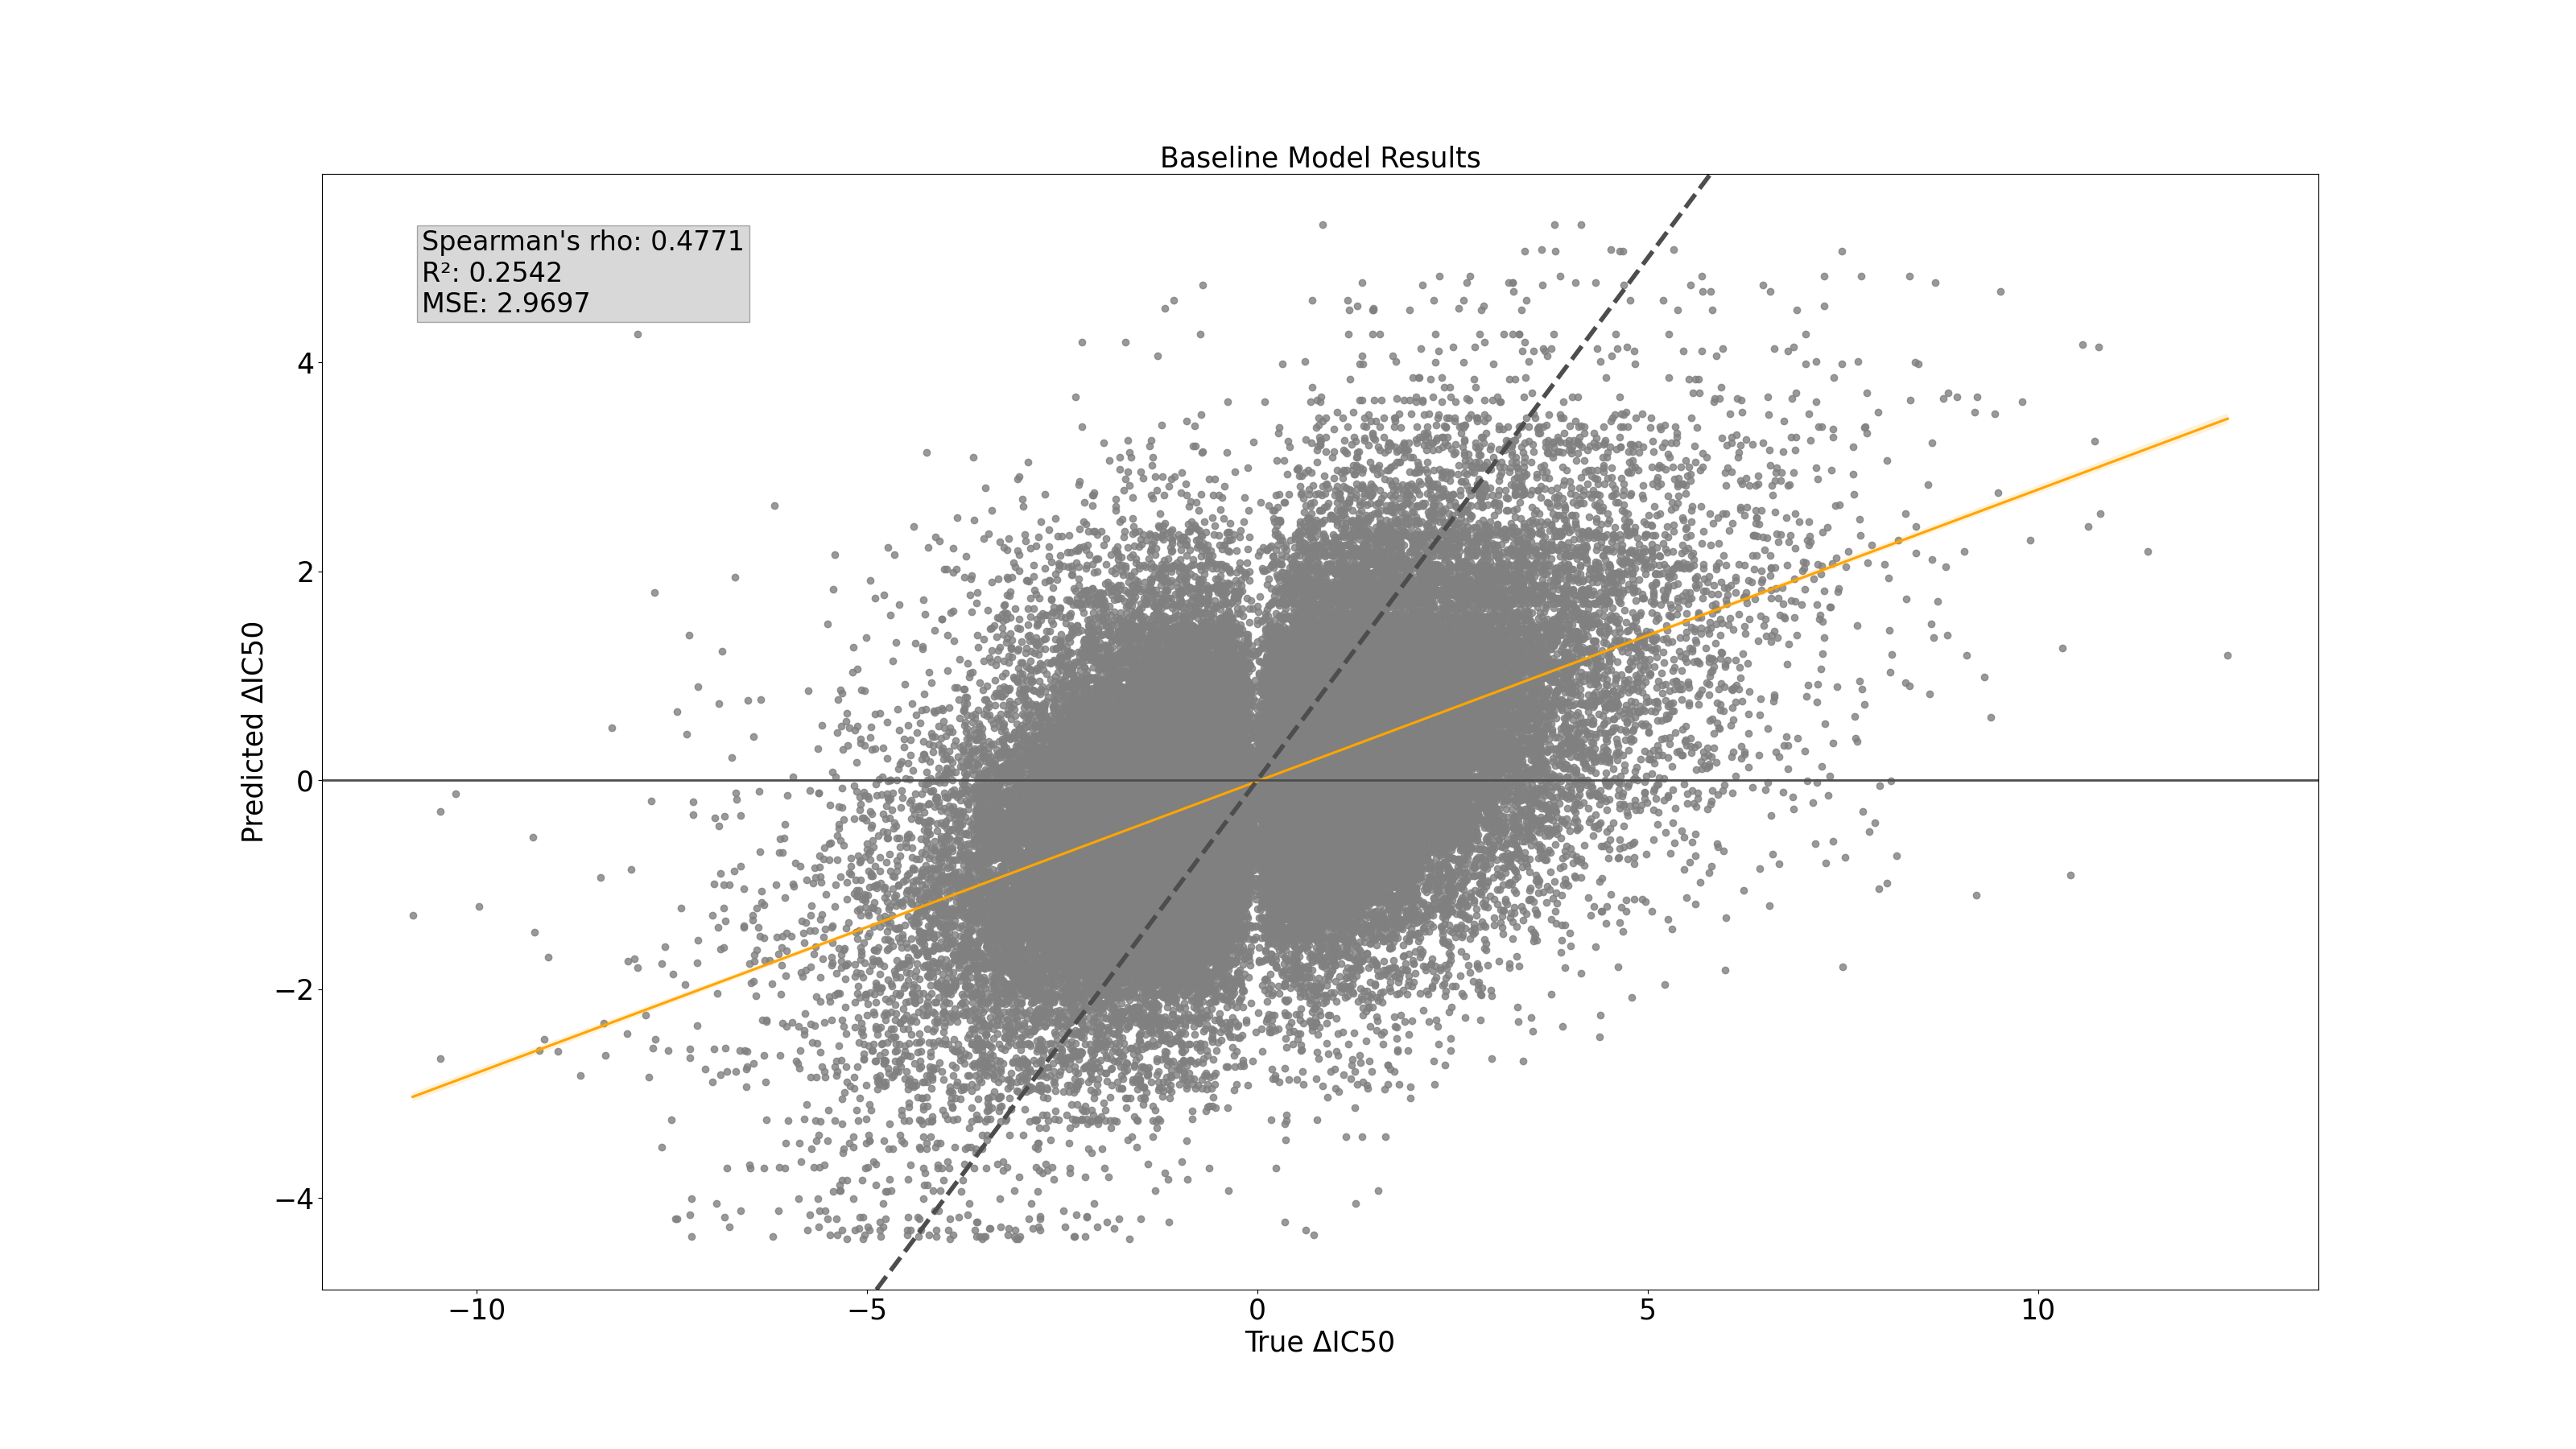 Baseline Model Results
Spearman's rho: 0.4771
R²: 0.2542
MSE: 2.9697
4
2
0
−2
−4
Predicted ΔIC50
−10
−5
0
5
10
True ΔIC50